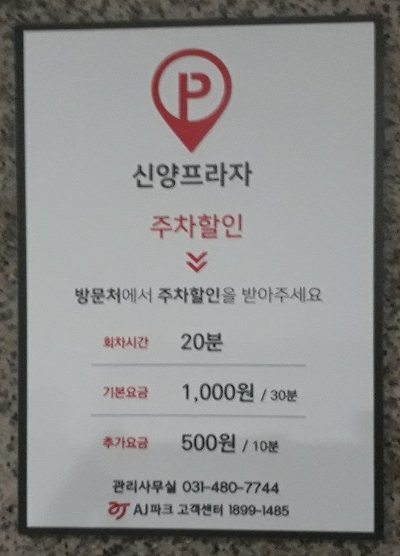 P
신양프라자
주차할인
방문처에서 주차할인을 받아주세요
회차시간 20분
기본요금 1,000원 / 30분
추가요금 500원 / 10분
관리사무실 031-480-7744
AJ AJ파크 고객센터 1899-1485